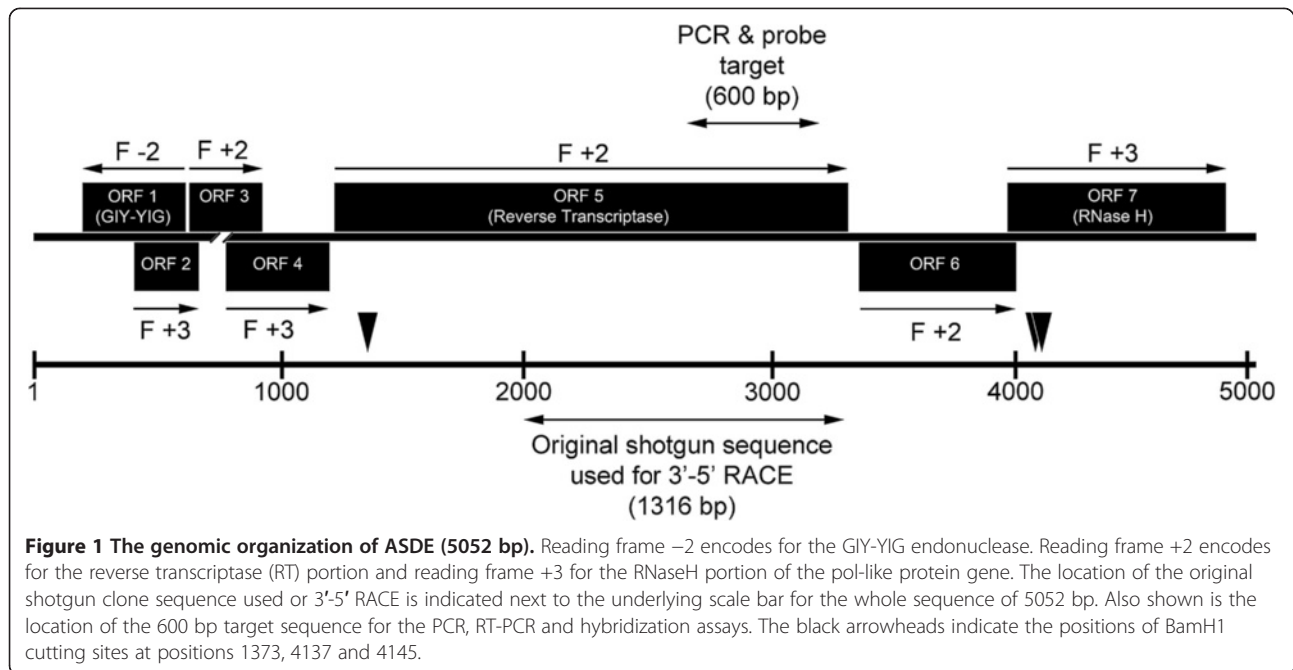 PCR & probe
target
(600 bp)
F -2
F +2
F +2
F +3
ORF 1
(GIY-YIG)
ORF 3
ORF 5
(Reverse Transcriptase)
ORF 7
(RNase H)
ORF 2
ORF 4
ORF 6
F +3
F +3
F +2
1
1000
2000
3000
4000
5000
Original shotgun sequence
used for 3'-5' RACE
(1316 bp)
Figure 1 The genomic organization of ASDE (5052 bp). Reading frame −2 encodes for the GIY-YIG endonuclease. Reading frame +2 encodes
for the reverse transcriptase (RT) portion and reading frame +3 for the RNaseH portion of the pol-like protein gene. The location of the original
shotgun clone sequence used or 3′-5′ RACE is indicated next to the underlying scale bar for the whole sequence of 5052 bp. Also shown is the
location of the 600 bp target sequence for the PCR, RT-PCR and hybridization assays. The black arrowheads indicate the positions of BamH1
cutting sites at positions 1373, 4137 and 4145.